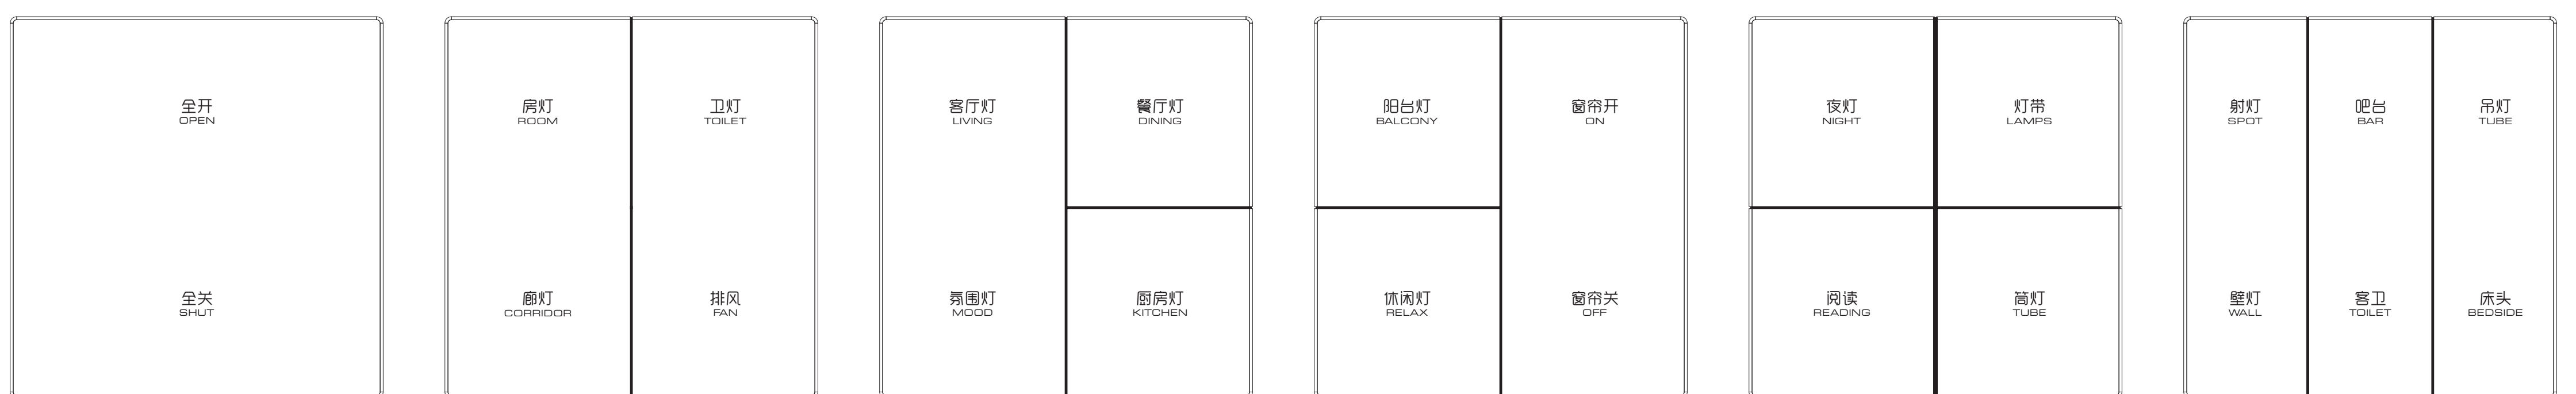 全开
OPEN
全关
SHUT
房灯
ROOM
卫灯
TOILET
廊灯
CORRIDOR
排风
FAN
客厅灯
LIVING
餐厅灯
DINING
氛围灯
MOOD
厨房灯
KITCHEN
阳台灯
BALCONY
窗帘开
ON
休闲灯
RELAX
窗帘关
OFF
夜灯
NIGHT
灯带
LAMPS
阅读
READING
筒灯
TUBE
射灯
SPOT
吧台
BAR
吊灯
TUBE
壁灯
WALL
客卫
TOILET
床头
BEDSIDE